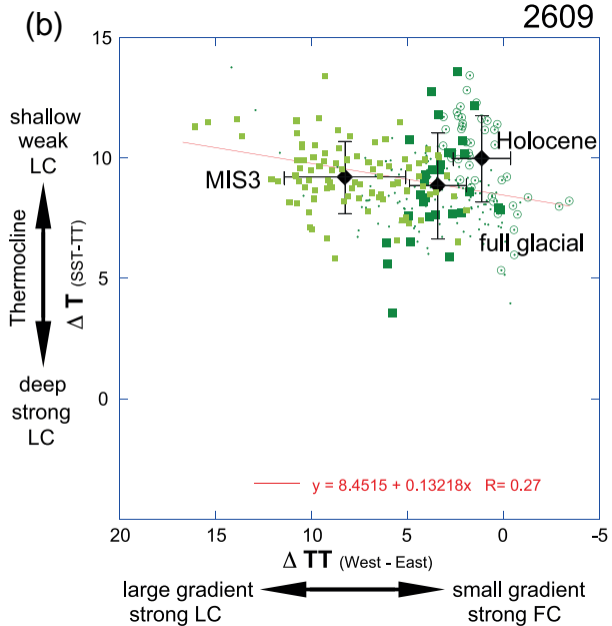 (b)
2609
15
shallow
weak
LC
10
Holocene
MIS3
full glacial
Thermocline
Δ T (SST-TT)
5
deep
strong
LC
0
y = 8.4515 + 0.13218x R= 0.27
20
15
10
5
0
-5
Δ TT (West - East)
large gradient
strong LC
small gradient
strong FC